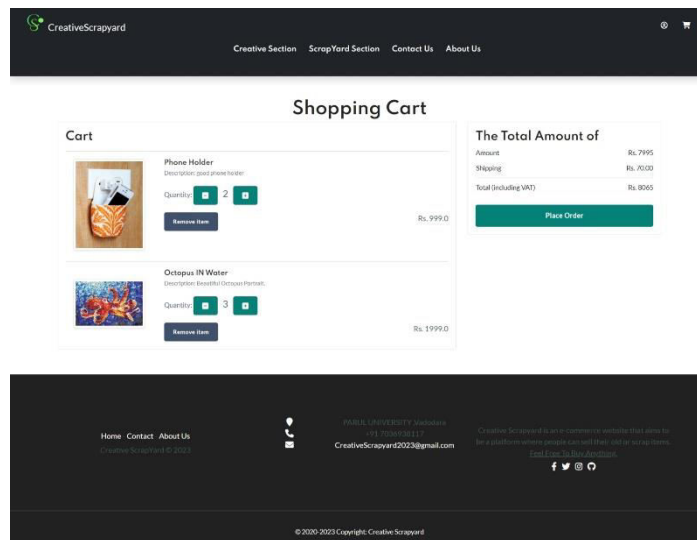 CreativeScrapyard
Creative Section ScrapYard Section Contact Us About Us
Shopping Cart
Cart
Phone Holder
Description: good phone holder
Quantity: 2
Remove item
Rs. 999.0
Octopus IN Water
Description: Beautiful Octopus Portrait.
Quantity: 3
Remove item
Rs. 1999.0
The Total Amount of
Amount Rs. 7995
Shipping Rs. 70.00
Total (including VAT) Rs. 8065
Place Order
Home Contact About Us
Creative ScrapYard © 2023
PARUL UNIVERSITY, Vadodara
+91 7036938117
CreativeScrapyard2023@gmail.com
Creative Scrapyard is an e-commerce website that aims to
be a platform where people can sell their old or scrap items.
Feel Free To Buy Anything.
© 2020-2023 Copyright: Creative Scrapyard